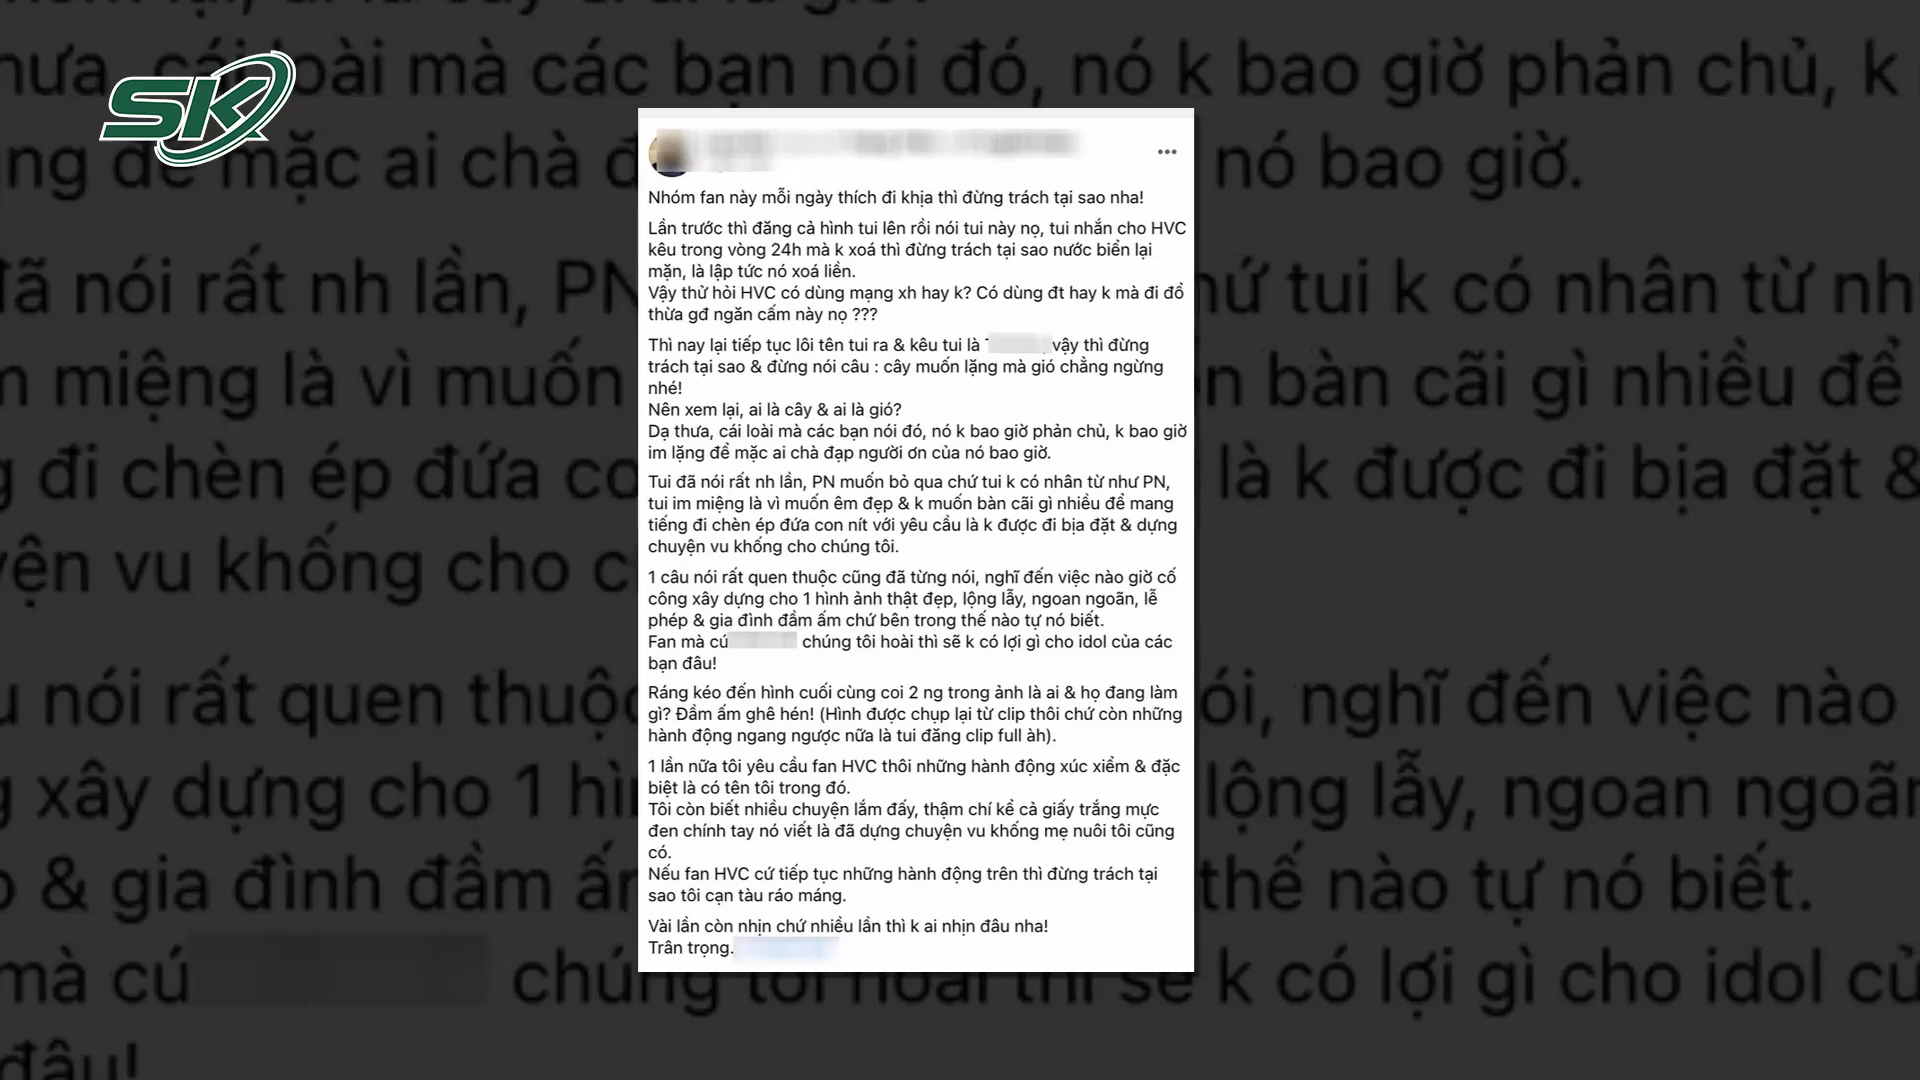 SK
Nhóm fan này mỗi ngày thích đi khịa thì đừng trách tại sao nha!
Lần trước thì đăng cả hình tui lên rồi nói tui này nọ, tui nhắn cho HVC
kêu trong vòng 24h mà k xoá thì đừng trách tại sao nước biển lại
mặn, là lập tức nó xoá liền.
Vậy thử hỏi HVC có dùng mạng xh hay k? Có dùng đt hay k mà đi đổ
thừa gđ ngăn cấm này nọ ???
Thì nay lại tiếp tục lôi tên tui ra & kêu tui là vậy thì đừng
trách tại sao & đừng nói câu : cây muốn lặng mà gió chẳng ngừng
nhé!
Nên xem lại, ai là cây & ai là gió?
Dạ thưa, cái loài mà các bạn nói đó, nó k bao giờ phản chủ, k bao giờ
im lặng để mặc ai chà đạp người ơn của nó bao giờ.
Tui đã nói rất nh lần, PN muốn bỏ qua chứ tui k có nhân từ như PN,
tui im miệng là vì muốn êm đẹp & k muốn bàn cãi gì nhiều để mang
tiếng đi chèn ép đứa con nít với yêu cầu là k được đi bịa đặt & dựng
chuyện vu khống cho chúng tôi.
1 câu nói rất quen thuộc cũng đã từng nói, nghĩ đến việc nào giờ cố
công xây dựng cho 1 hình ảnh thật đẹp, lộng lẫy, ngoan ngoãn, lễ
phép & gia đình đầm ấm chứ bên trong thế nào tự nó biết.
Fan mà cú chúng tôi hoài thì sẽ k có lợi gì cho idol của các
bạn đâu!
Ráng kéo đến hình cuối cùng coi 2 ng trong ảnh là ai & họ đang làm
gì? Đầm ấm ghê hén! (Hình được chụp lại từ clip thôi chứ còn những
hành động ngang ngược nữa là tui đăng clip full àh).
1 lần nữa tôi yêu cầu fan HVC thôi những hành động xúc xiểm & đặc
biệt là có tên tôi trong đó.
Tôi còn biết nhiều chuyện lắm đấy, thậm chí kể cả giấy trắng mực
đen chính tay nó viết là đã dựng chuyện vu khống mẹ nuôi tôi cũng
có.
Nếu fan HVC cứ tiếp tục những hành động trên thì đừng trách tại
sao tôi cạn tàu ráo máng.
Vài lần còn nhịn chứ nhiều lần thì k ai nhịn đâu nha!
Trân trọng.